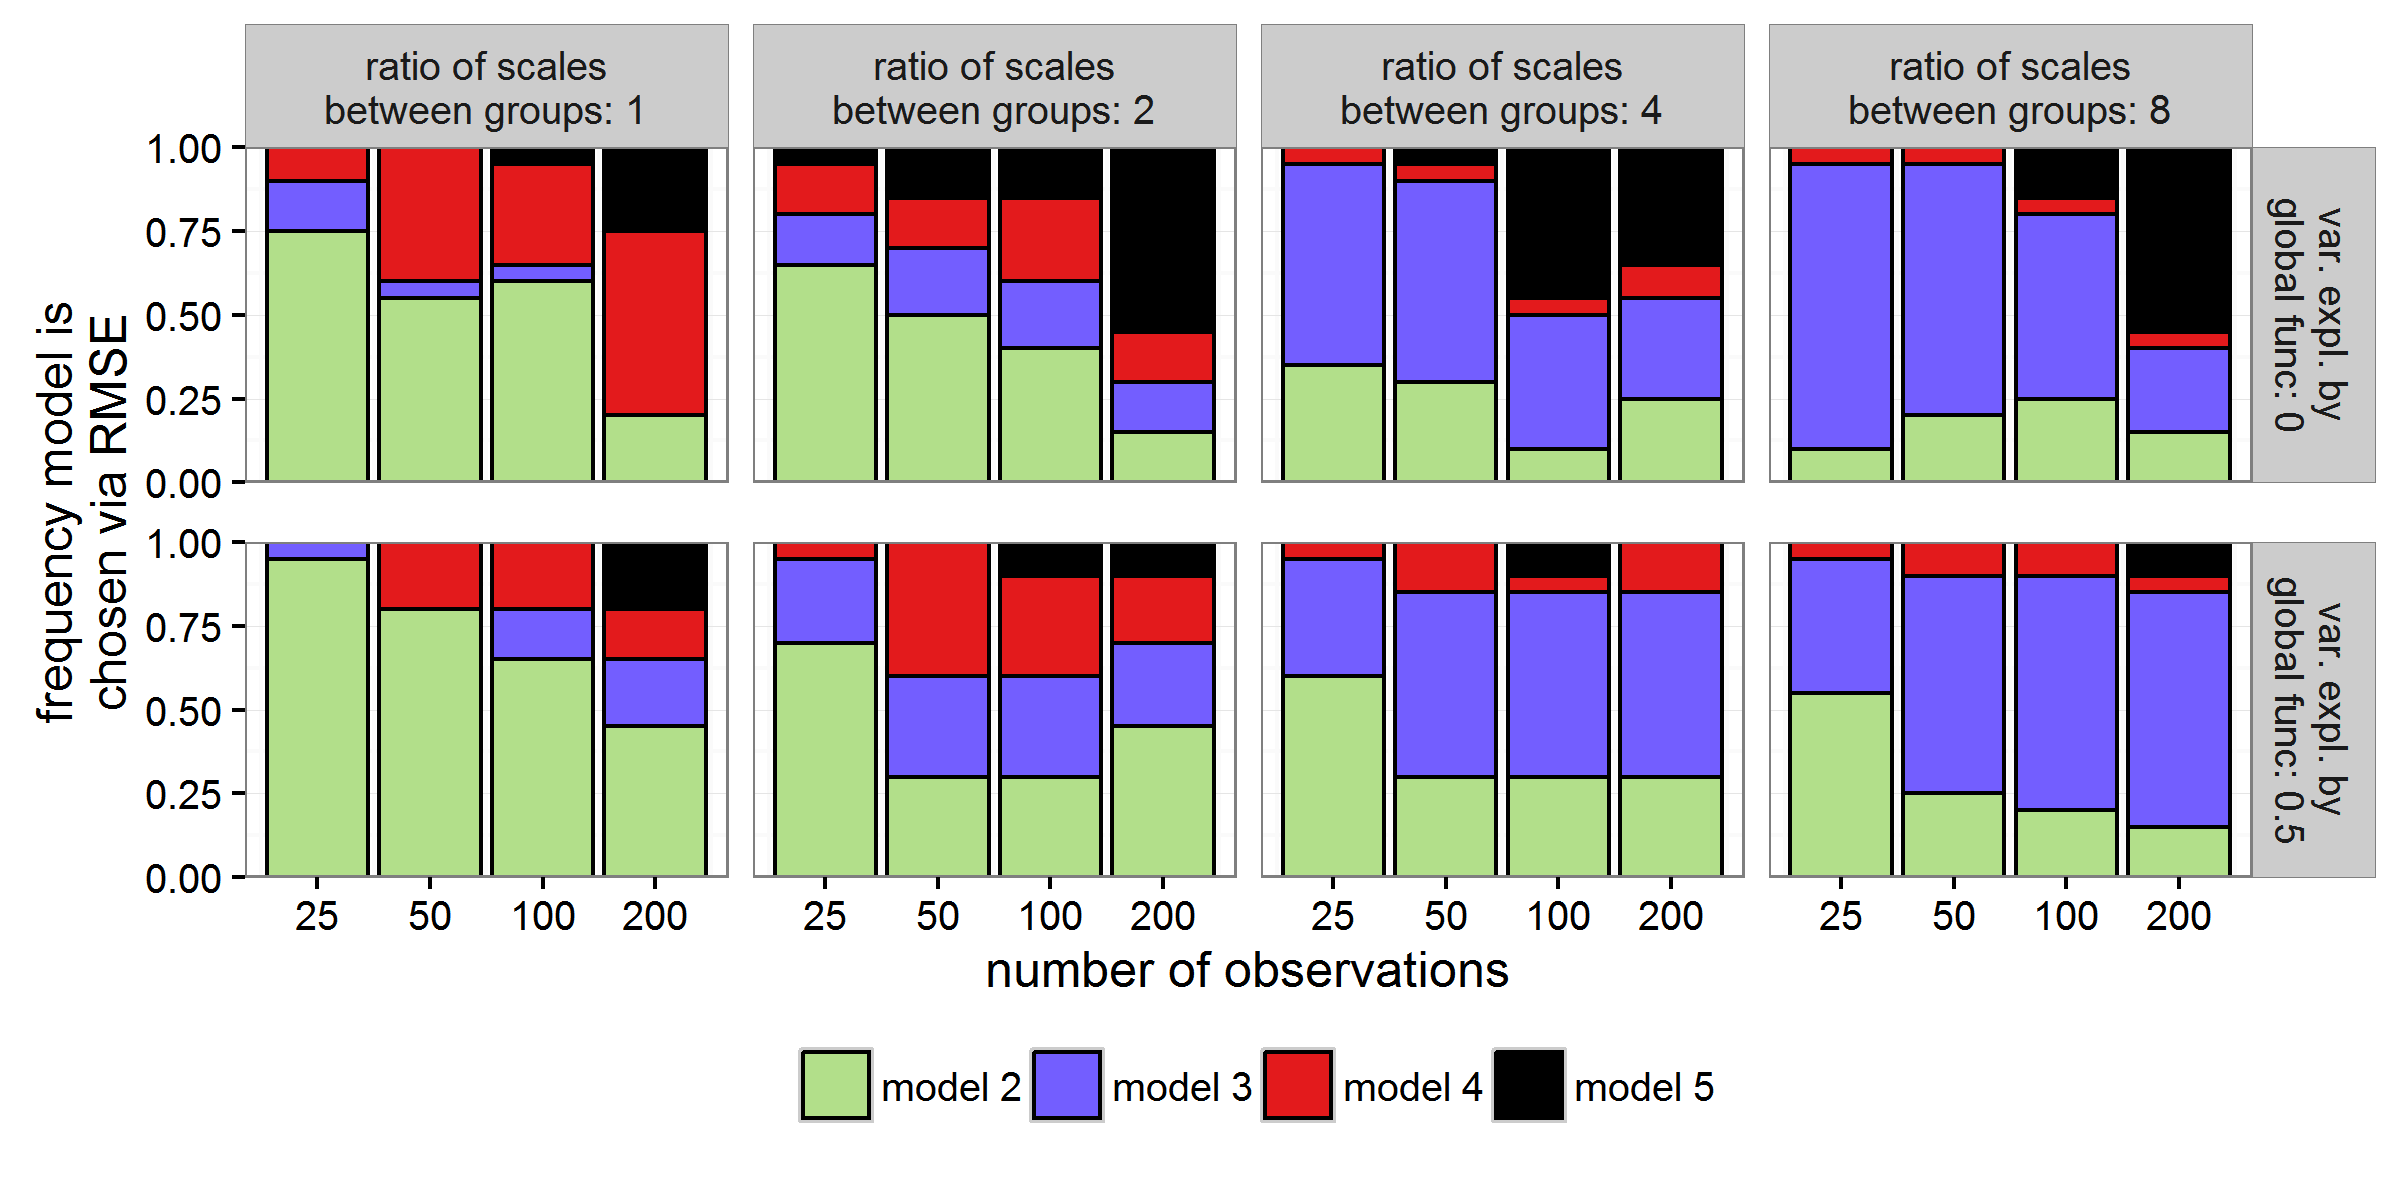 ratio of scales
between groups: 1
ratio of scales
between groups: 2
ratio of scales
between groups: 4
ratio of scales
between groups: 8
frequency model is
chosen via RMSE
1.00
0.75
0.50
0.25
0.00
var. expl. by
global func: 0
1.00
0.75
0.50
0.25
0.00
var. expl. by
global func: 0.5
25 50 100 200
25 50 100 200
25 50 100 200
25 50 100 200
number of observations
model 2 model 3 model 4 model 5